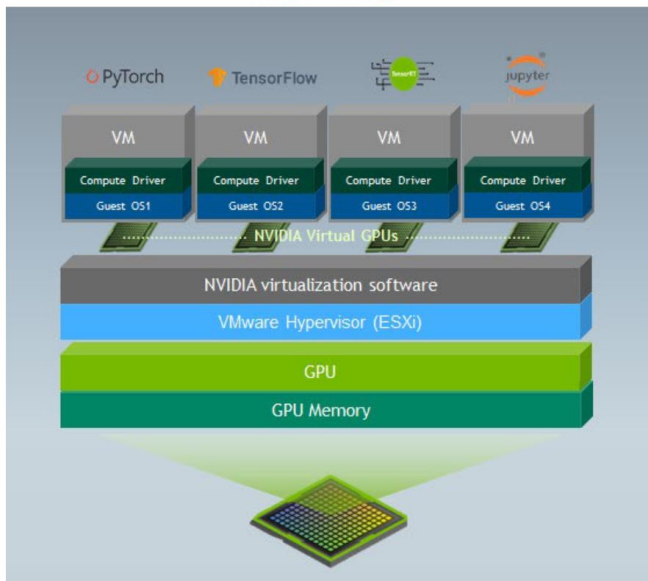 PyTorch
TensorFlow
TensorRT
jupyter
VM
VM
VM
VM
Compute Driver
Compute Driver
Compute Driver
Compute Driver
Guest OS1
Guest OS2
Guest OS3
Guest OS4
NVIDIA Virtual GPUs
NVIDIA virtualization software
VMware Hypervisor (ESXi)
GPU
GPU Memory